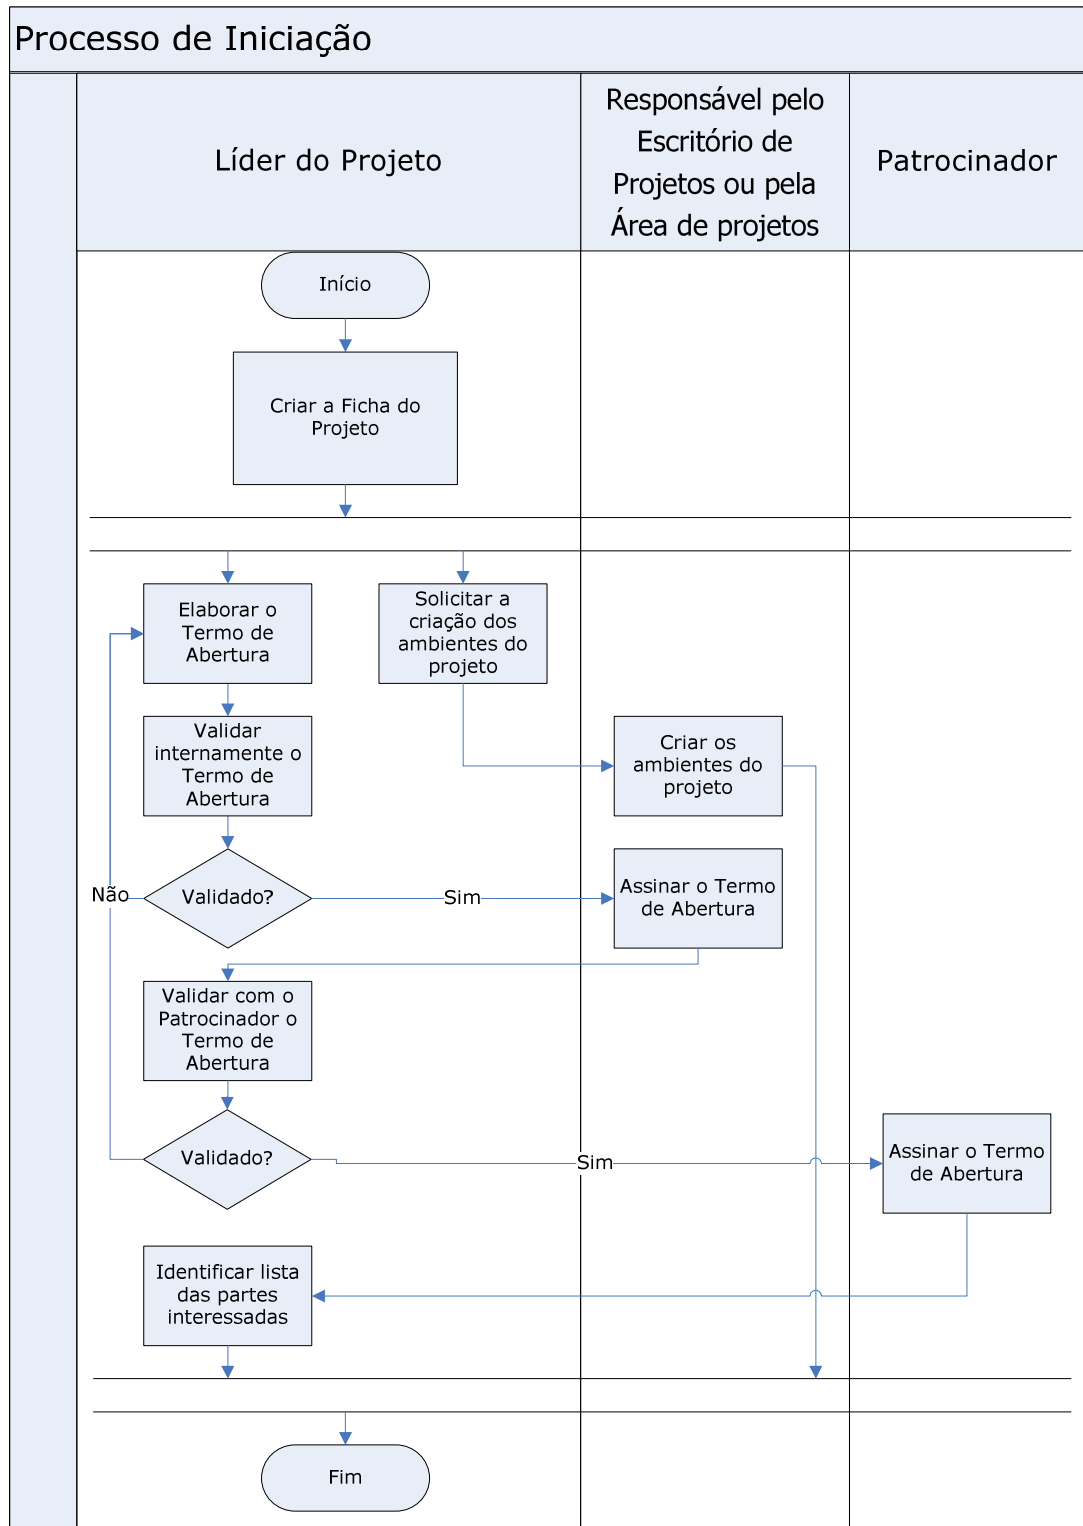 Processo de Iniciação
Líder do Projeto
Responsável pelo
Escritório de
Projetos ou pela
Área de projetos
Patrocinador
Início
Criar a Ficha do
Projeto
Elaborar o
Termo de
Abertura
Solicitar a
criação dos
ambientes do
projeto
Validar
internamente o
Termo de
Abertura
Criar os
ambientes do
projeto
Não
Validado?
Sim
Assinar o Termo
de Abertura
Validar com o
Patrocinador o
Termo de
Abertura
Validado?
Sim
Assinar o Termo
de Abertura
Identificar lista
das partes
interessadas
Fim